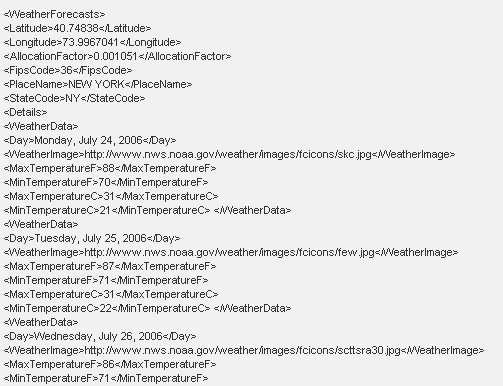 <WeatherForecasts>
<Latitude>40.74838</Latitude>
<Longitude>73.9967041</Longitude>
<AllocationFactor>0.001051</AllocationFactor>
<FipsCode>36</FipsCode>
<PlaceName>NEW YORK</PlaceName>
<StateCode>NY</StateCode>
<Details>
<WeatherData>
<Day>Monday, July 24, 2006</Day>
<WeatherImage>http://www.nws.noaa.gov/weather/images/fcicons/skc.jpg</WeatherImage>
<MaxTemperatureF>88</MaxTemperatureF>
<MinTemperatureF>70</MinTemperatureF>
<MaxTemperatureC>31</MaxTemperatureC>
<MinTemperatureC>21</MinTemperatureC> </WeatherData>
<WeatherData>
<Day>Tuesday, July 25, 2006</Day>
<WeatherImage>http://www.nws.noaa.gov/weather/images/fcicons/few.jpg</WeatherImage>
<MaxTemperatureF>87</MaxTemperatureF>
<MinTemperatureF>71</MinTemperatureF>
<MaxTemperatureC>31</MaxTemperatureC>
<MinTemperatureC>22</MinTemperatureC> </WeatherData>
<WeatherData>
<Day>Wednesday, July 26, 2006</Day>
<WeatherImage>http://www.nws.noaa.gov/weather/images/fcicons/scttsra30.jpg</WeatherImage>
<MaxTemperatureF>86</MaxTemperatureF>
<MinTemperatureF>71</MinTemperatureF>